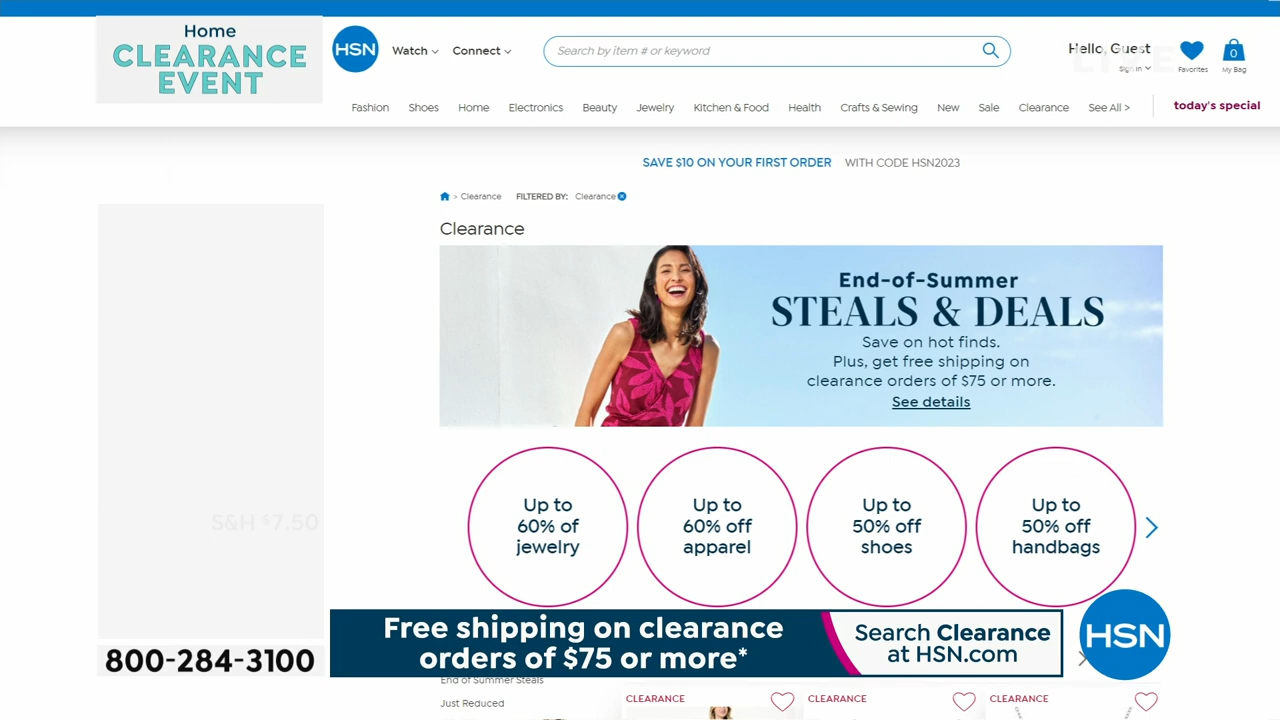 Home
CLEARANCE
EVENT
HSN
Watch
Connect
Search by item # or keyword
Hello, Guest
LIVE
Sign in
Favorites
0
My Bag
Fashion
Shoes
Home
Electronics
Beauty
Jewelry
Kitchen & Food
Health
Crafts & Sewing
New
Sale
Clearance
See All >
today's special
SAVE $10 ON YOUR FIRST ORDER WITH CODE HSN2023
> Clearance FILTERED BY: Clearance
Clearance
End-of-Summer
STEALS & DEALS
Save on hot finds.
Plus, get free shipping on
clearance orders of $75 or more.
See details
Up to
60% of
jewelry
Up to
60% off
apparel
Up to
50% off
shoes
Up to
50% off
handbags
S&H $7.50
800-284-3100
Free shipping on clearance
orders of $75 or more*
Search Clearance
at HSN.com
HSN
End of Summer Steals
Just Reduced
CLEARANCE
CLEARANCE
CLEARANCE